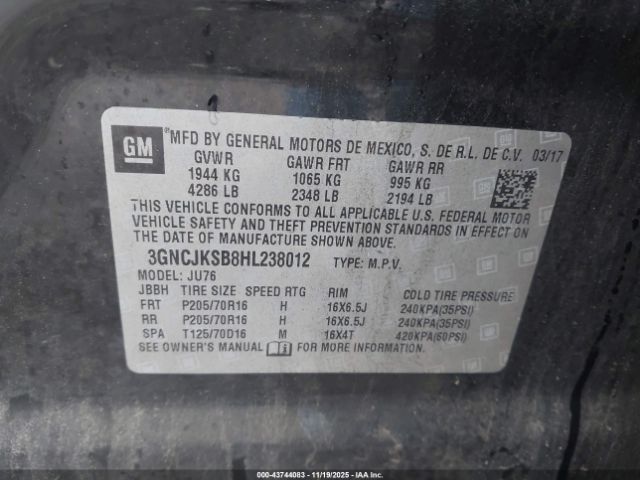 GM
®MFD BY GENERAL MOTORS DE MEXICO, S. DE R.L. DE C.V. 03/17
GVWR GAWR FRT GAWR RR
1944 KG 1065 KG 995 KG
4286 LB 2348 LB 2194 LB
THIS VEHICLE CONFORMS TO ALL APPLICABLE U.S. FEDERAL MOTOR
VEHICLE SAFETY AND THEFT PREVENTION STANDARDS IN EFFECT ON
THE DATE OF MANUFACTURE SHOWN ABOVE.
3GNCJKSB8HL238012 TYPE: M.P.V.
MODEL: JU76
JBBH TIRE SIZE SPEED RTG RIM COLD TIRE PRESSURE
FRT P205/70R16 H 16X6.5J 240KPA(35PSI)
RR P205/70R16 H 16X6.5J 240KPA(35PSI)
SPA T125/70D16 M 16X4T 420KPA(60PSI)
SEE OWNER'S MANUAL FOR MORE INFORMATION.
© 000-43744083 - 11/19/2025 - IAAI, Inc.